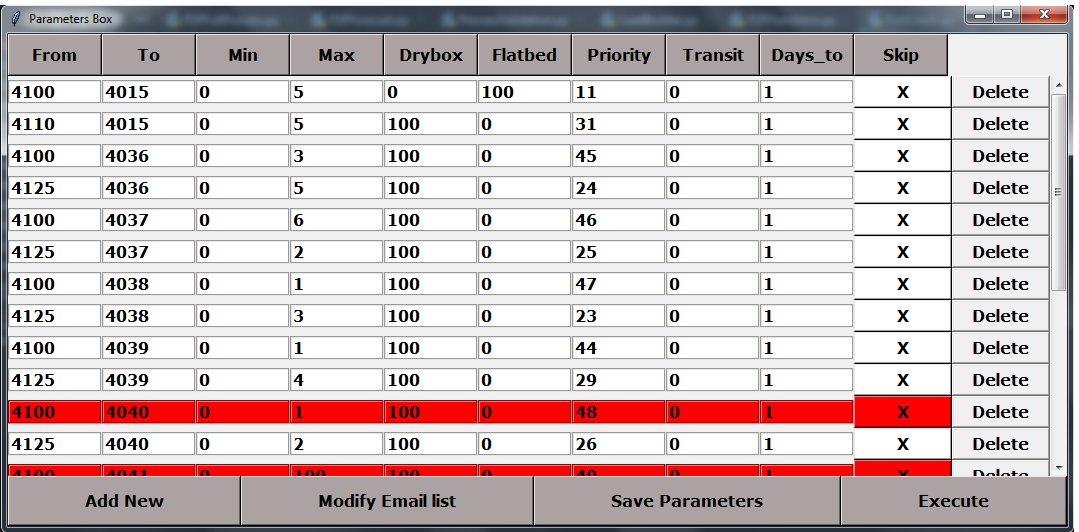 Parameters Box
From To Min Max Drybox Flatbed Priority Transit Days_to Skip
4100 4015 0 5 0 100 11 0 1 X Delete
4110 4015 0 5 100 0 31 0 1 X Delete
4100 4036 0 3 100 0 45 0 1 X Delete
4125 4036 0 5 100 0 24 0 1 X Delete
4100 4037 0 6 100 0 46 0 1 X Delete
4125 4037 0 2 100 0 25 0 1 X Delete
4100 4038 0 1 100 0 47 0 1 X Delete
4125 4038 0 3 100 0 23 0 1 X Delete
4100 4039 0 1 100 0 44 0 1 X Delete
4125 4039 0 4 100 0 29 0 1 X Delete
4100 4040 0 1 100 0 48 0 1 X Delete
4125 4040 0 2 100 0 26 0 1 X Delete
4100 4041 0 100 100 0 0 1 X Delete
Add New Modify Email list Save Parameters Execute